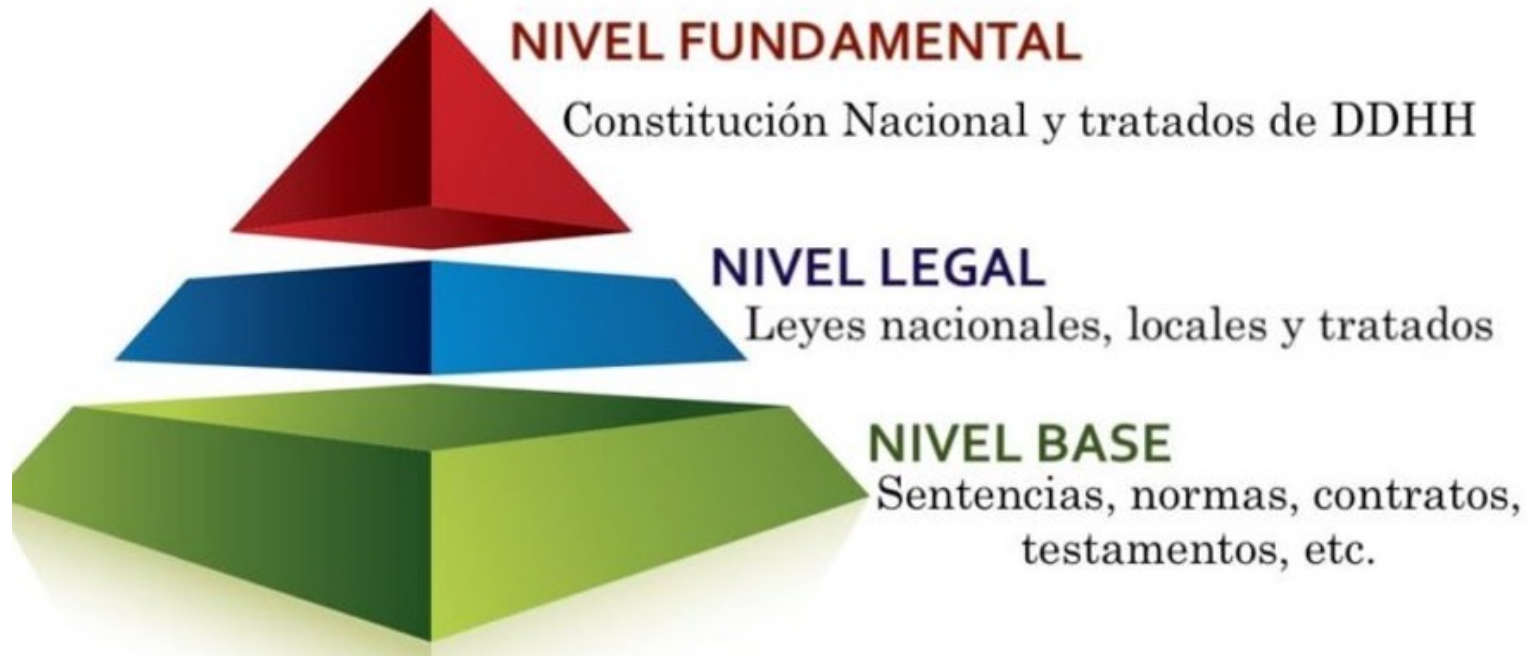 NIVEL FUNDAMENTAL
Constitución Nacional y tratados de DDHH
NIVEL LEGAL
Leyes nacionales, locales y tratados
NIVEL BASE
Sentencias, normas, contratos,
testamentos, etc.